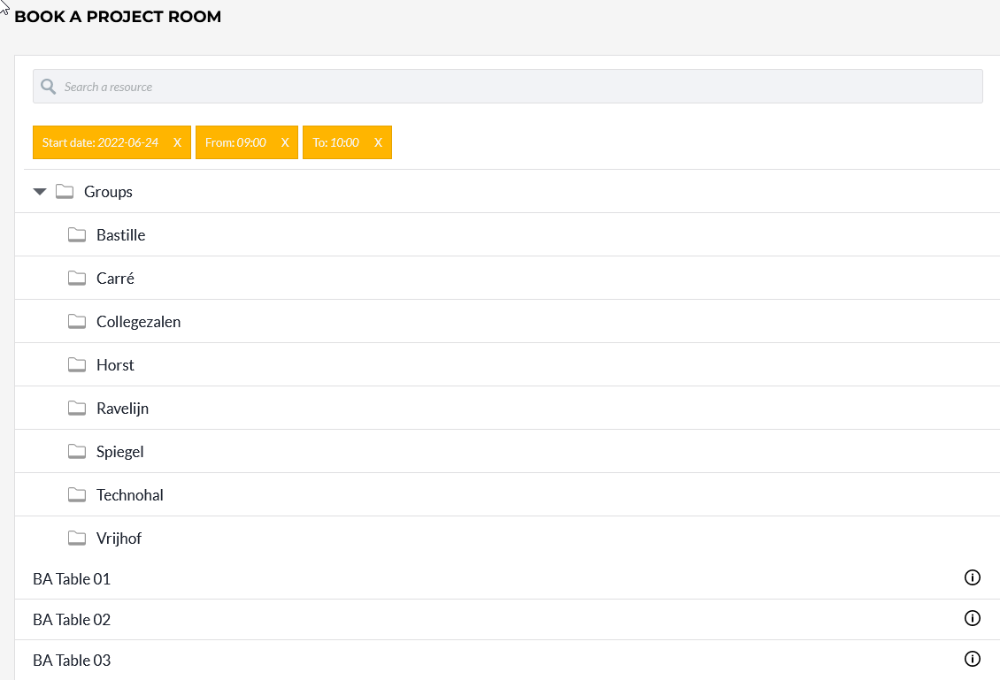 BOOK A PROJECT ROOM
Search a resource
Start date: 2022-06-24 X From: 09:00 X To: 10:00 X
Groups
Bastille
Carré
Collegezalen
Horst
Ravelijn
Spiegel
Technohal
Vrijhof
BA Table 01
BA Table 02
BA Table 03